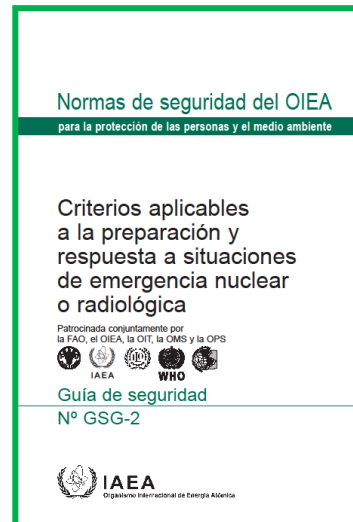 Normas de seguridad del OIEA
para la protección de las personas y el medio ambiente
Criterios aplicables
a la preparación y
respuesta a situaciones
de emergencia nuclear
o radiológica
Patrocinada conjuntamente por
la FAO, el OIEA, la OIT, la OMS y la OPS
IAEA
WHO
Guía de seguridad
Nº GSG-2
IAEA
Organismo Internacional de Energía Atómica